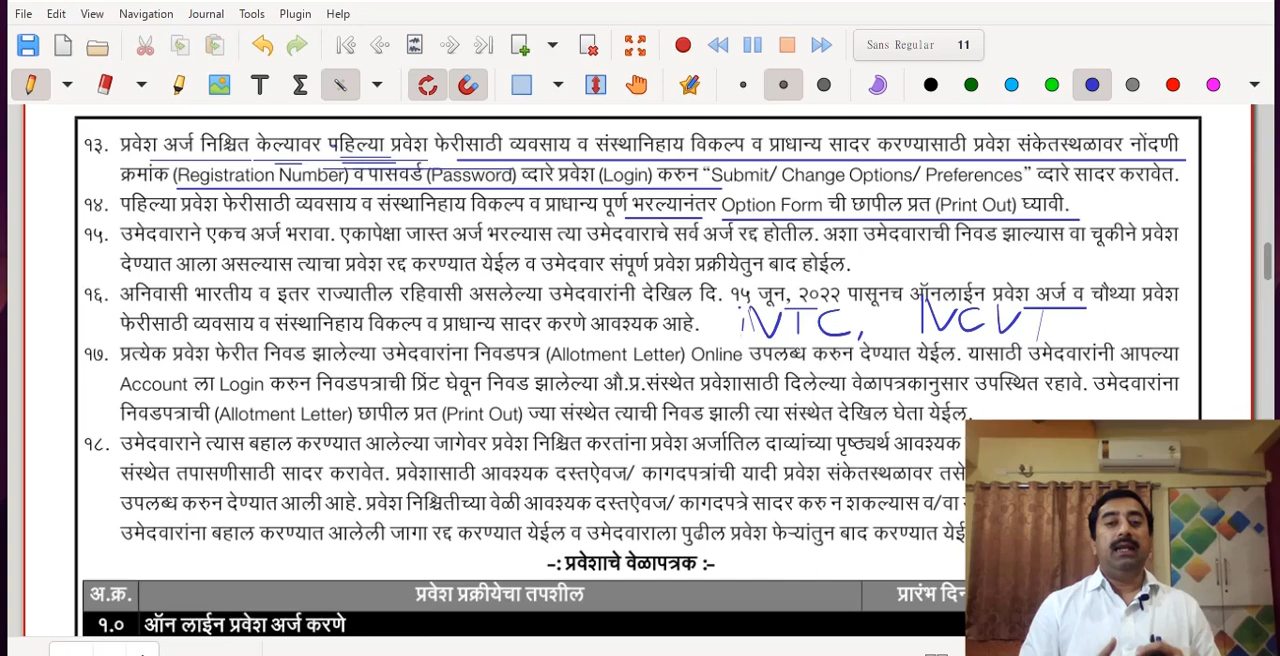 File Edit View Navigation Journal Tools Plugin Help
Sans Regular 11
१३. प्रवेश अर्ज निश्चित केल्यावर पहिल्या प्रवेश फेरीसाठी व्यवसाय व संस्थानिहाय विकल्प व प्राधान्य सादर करण्यासाठी प्रवेश संकेतस्थळावर नोंदणी
क्रमांक (Registration Number) व पासवर्ड (Password) व्दारे प्रवेश (Login) करुन “Submit/ Change Options/ Preferences” व्दारे सादर करावेत.
१४. पहिल्या प्रवेश फेरीसाठी व्यवसाय व संस्थानिहाय विकल्प व प्राधान्य पूर्ण भरल्यानंतर Option Form ची छापील प्रत (Print Out) घ्यावी.
१५. उमेदवाराने एकच अर्ज भरावा. एकापेक्षा जास्त अर्ज भरल्यास त्या उमेदवाराचे सर्व अर्ज रद्द होतील. अशा उमेदवाराची निवड झाल्यास वा चूकीने प्रवेश
देण्यात आला असल्यास त्याचा प्रवेश रद्द करण्यात येईल व उमेदवार संपूर्ण प्रवेश प्रक्रीयेतुन बाद होईल.
१६. अनिवासी भारतीय व इतर राज्यातील रहिवासी असलेल्या उमेदवारांनी देखिल दि. १५ जून, २०२२ पासूनच ऑनलाईन प्रवेश अर्ज व चौथ्या प्रवेश
फेरीसाठी व्यवसाय व संस्थानिहाय विकल्प व प्राधान्य सादर करणे आवश्यक आहे. NTC, NCVT
१७. प्रत्येक प्रवेश फेरीत निवड झालेल्या उमेदवारांना निवडपत्र (Allotment Letter) Online उपलब्ध करुन देण्यात येईल. यासाठी उमेदवारांनी आपल्या
Account ला Login करुन निवडपत्राची प्रिंट घेवून निवड झालेल्या औ.प्र.संस्थेत प्रवेशासाठी दिलेल्या वेळापत्रकानुसार उपस्थित रहावे. उमेदवारांना
निवडपत्राची (Allotment Letter) छापील प्रत (Print Out) ज्या संस्थेत त्याची निवड झाली त्या संस्थेत देखिल घेता येईल.
१८. उमेदवाराने त्यास बहाल करण्यात आलेल्या जागेवर प्रवेश निश्चित करतांना प्रवेश अर्जातिल दाव्यांच्या पृष्ठ्यर्थ आवश्यक
संस्थेत तपासणीसाठी सादर करावेत. प्रवेशासाठी आवश्यक दस्तऐवज/ कागदपत्रांची यादी प्रवेश संकेतस्थळावर
उपलब्ध करुन देण्यात आली आहे. प्रवेश निश्चितीच्या वेळी आवश्यक दस्तऐवज/ कागदपत्रे सादर करु न शकल्यास व/वा
उमेदवारांना बहाल करण्यात आलेली जागा रद्द करण्यात येईल व उमेदवाराला पुढील प्रवेश फेऱ्यांतुन बाद करण्यात
-: प्रवेशाचे वेळापत्रक :-
अ.क्र. प्रवेश प्रक्रीयेचा तपशील प्रारंभ
१.० ऑन लाईन प्रवेश अर्ज करणे